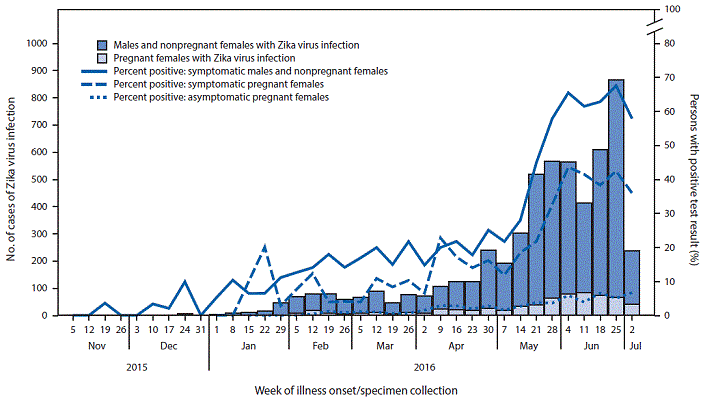 100
1000
900
800
700
600
500
400
300
200
100
0
No. of cases of Zika virus infection
Males and nonpregnant females with Zika virus infection
Pregnant females with Zika virus infection
Percent positive: symptomatic males and nonpregnant females
Percent positive: symptomatic pregnant females
Percent positive: asymptomatic pregnant females
80
70
60
50
40
30
20
10
0
Persons with positive test result (%)
5 12 19 26 3 10 17 24 31 1 8 15 22 29 5 12 19 26 5 12 19 26 2 9 16 23 30 7 14 21 28 4 11 18 25 2
Nov Dec Jan Feb Mar Apr May Jun Jul
2015 2016
Week of illness onset/specimen collection